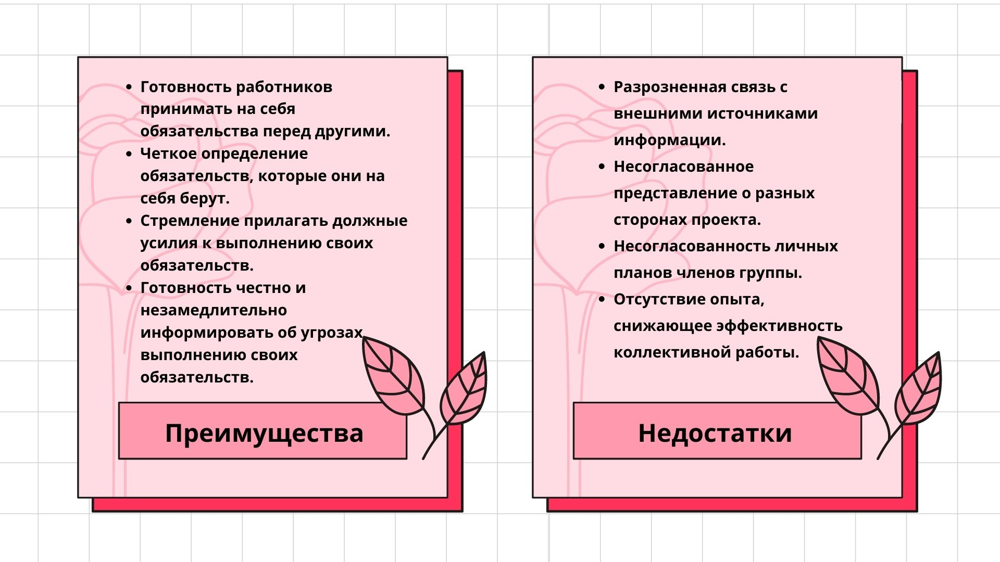 • Готовность работников
принимать на себя
обязательства перед другими.
• Четкое определение
обязательств, которые они на
себя берут.
• Стремление прилагать должные
усилия к выполнению своих
обязательств.
• Готовность честно и
незамедлительно
информировать об угрозах
выполнению своих
обязательств.
Преимущества
• Разрозненная связь с
внешними источниками
информации.
• Несогласованное
представление о разных
сторонах проекта.
• Несогласованность личных
планов членов группы.
• Отсутствие опыта,
снижающее эффективность
коллективной работы.
Недостатки